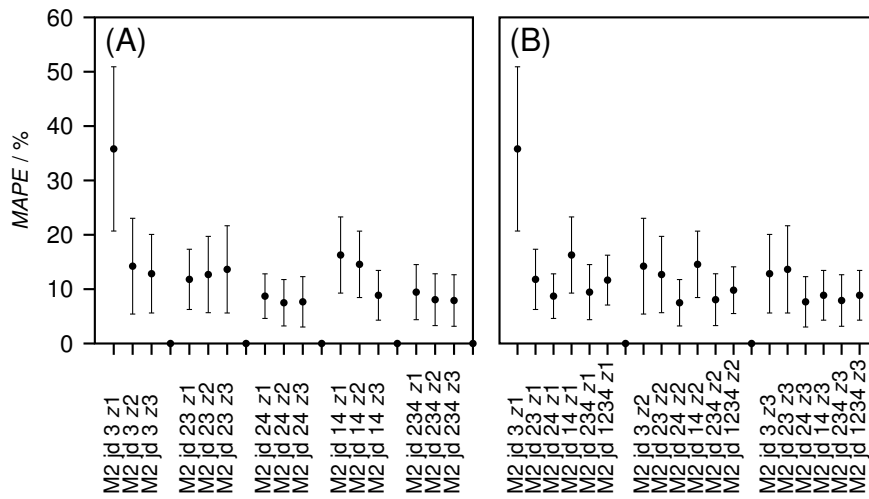 60
50
40
30
20
10
0
MAPE / %
(A)
(B)
M2 jd 3 z1
M2 jd 3 z2
M2 jd 3 z3
M2 jd 23 z1
M2 jd 23 z2
M2 jd 23 z3
M2 jd 24 z1
M2 jd 24 z2
M2 jd 24 z3
M2 jd 14 z1
M2 jd 14 z2
M2 jd 14 z3
M2 jd 234 z1
M2 jd 234 z2
M2 jd 234 z3
M2 jd 3 z1
M2 jd 23 z1
M2 jd 24 z1
M2 jd 14 z1
M2 jd 234 z1
M2 jd 1234 z1
M2 jd 3 z2
M2 jd 23 z2
M2 jd 24 z2
M2 jd 14 z2
M2 jd 234 z2
M2 jd 1234 z2
M2 jd 3 z3
M2 jd 23 z3
M2 jd 24 z3
M2 jd 14 z3
M2 jd 234 z3
M2 jd 1234 z3